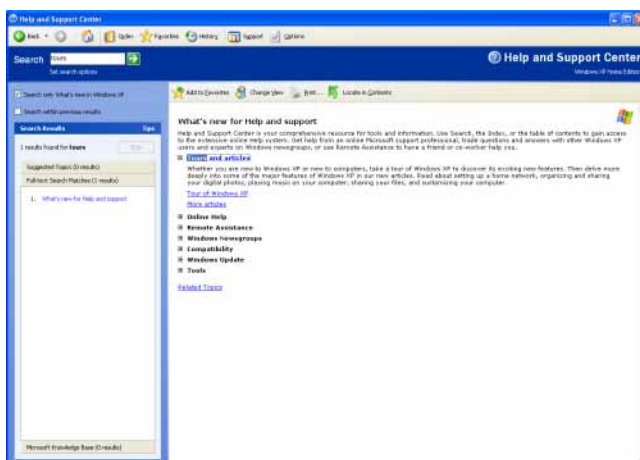 Help and Support Center
Back
Index
Favorites
History
Support
Options
Search
tours
Set search options
Help and Support Center
Windows XP Home Edition
Search only What's new in Windows XP
Search within previous results
Search Results
Tips
1 results found for tours
Suggested Topics (0 results)
Full-text Search Matches (1 results)
1. What's new for Help and support
Microsoft Knowledge Base (0 results)
Add to Favorites
Change View
Print...
Locate in Contents
What's new for Help and support
Help and Support Center is your comprehensive resource for tools and information. Use Search, the Index, or the table of contents to gain access
to the extensive online Help system. Get help from an online Microsoft support professional, trade questions and answers with other Windows XP
users and experts on Windows newsgroups, or use Remote Assistance to have a friend or co-worker help you.
Tours and articles
Whether you are new to Windows XP or new to computers, take a tour of Windows XP to discover its exciting new features. Then delve more
deeply into some of the major features of Windows XP in our new articles. Read about setting up a home network, organizing and sharing
your digital photos, playing music on your computer, sharing your files, and customizing your computer.
Tour of Windows XP
More articles
Online Help
Remote Assistance
Windows Newsgroups
Compatibility
Windows Update
Tools
Related Topics